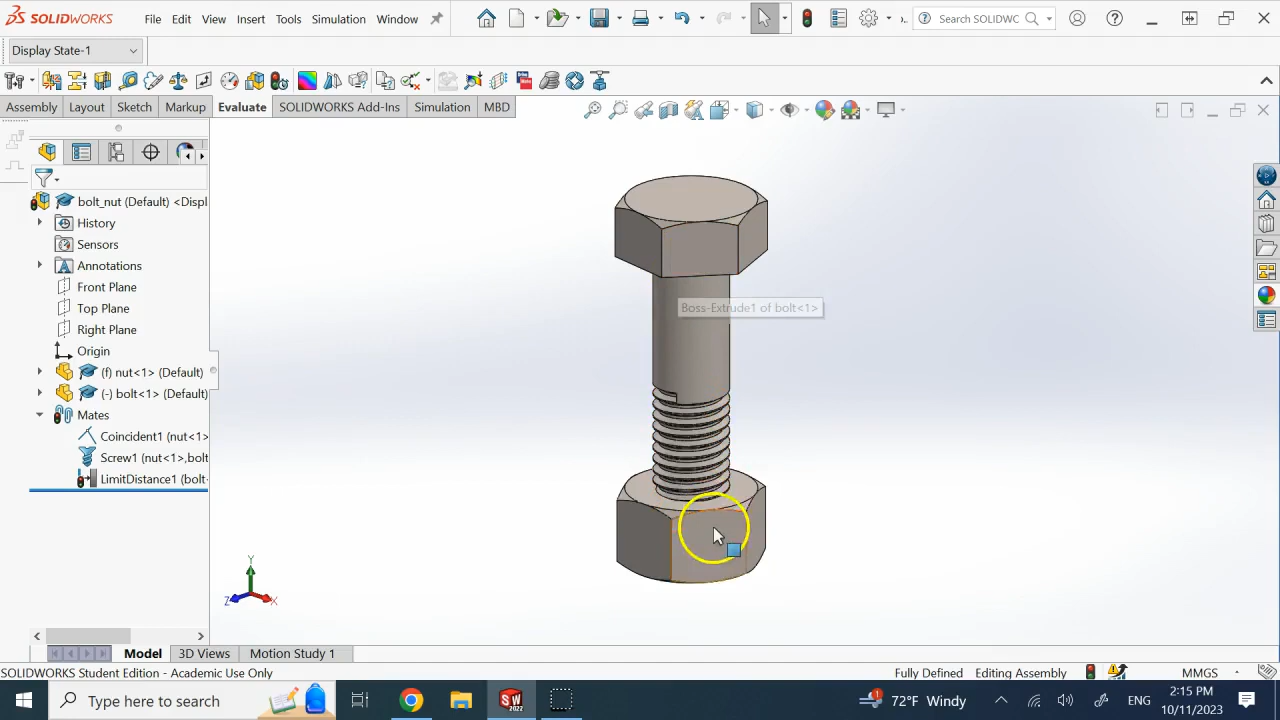 SOLIDWORKS File Edit View Insert Tools Simulation Window Search SOLIDWC
Display State-1
Assembly Layout Sketch Markup Evaluate SOLIDWORKS Add-Ins Simulation MBD
bolt_nut (Default) <Displ
History
Sensors
Annotations
Front Plane
Top Plane
Right Plane
Origin
(f) nut<1> (Default)
(-) bolt<1> (Default)
Mates
Coincident1 (nut<1>
Screw1 (nut<1>,bolt
LimitDistance1 (bolt-
Boss-Extrude1 of bolt<1>
Y
Z X
Model 3D Views Motion Study 1
SOLIDWORKS Student Edition - Academic Use Only Fully Defined Editing Assembly MMGS
Type here to search SW 2022 1 72°F Windy ENG 2:15 PM
10/11/2023